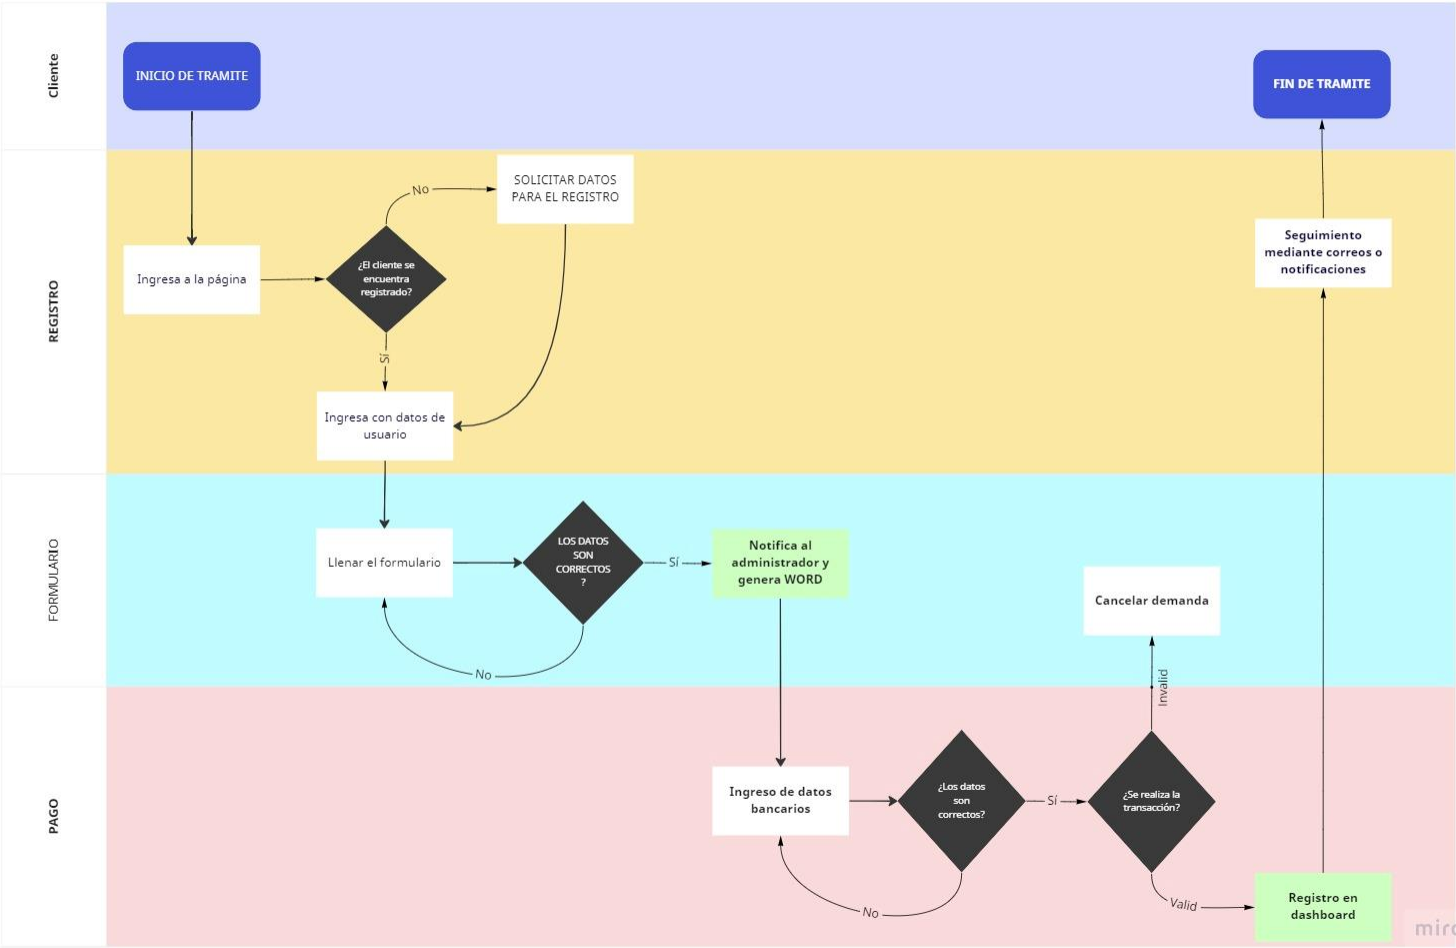 Cliente
INICIO DE TRAMITE
FIN DE TRAMITE
REGISTRO
Ingresa a la página
¿El cliente se
encuentra
registrado?
No
SOLICITAR DATOS
PARA EL REGISTRO
Sí
Ingresa con datos de
usuario
Seguimiento
mediante correos o
notificaciones
FORMULARIO
Llenar el formulario
LOS DATOS
SON
CORRECTOS
?
Sí
No
Notifica al
administrador y
genera WORD
Cancelar demanda
Invalid
PAGO
Ingreso de datos
bancarios
¿Los datos
son
correctos?
Sí
No
¿Se realiza la
transacción?
Valid
Registro en
dashboard